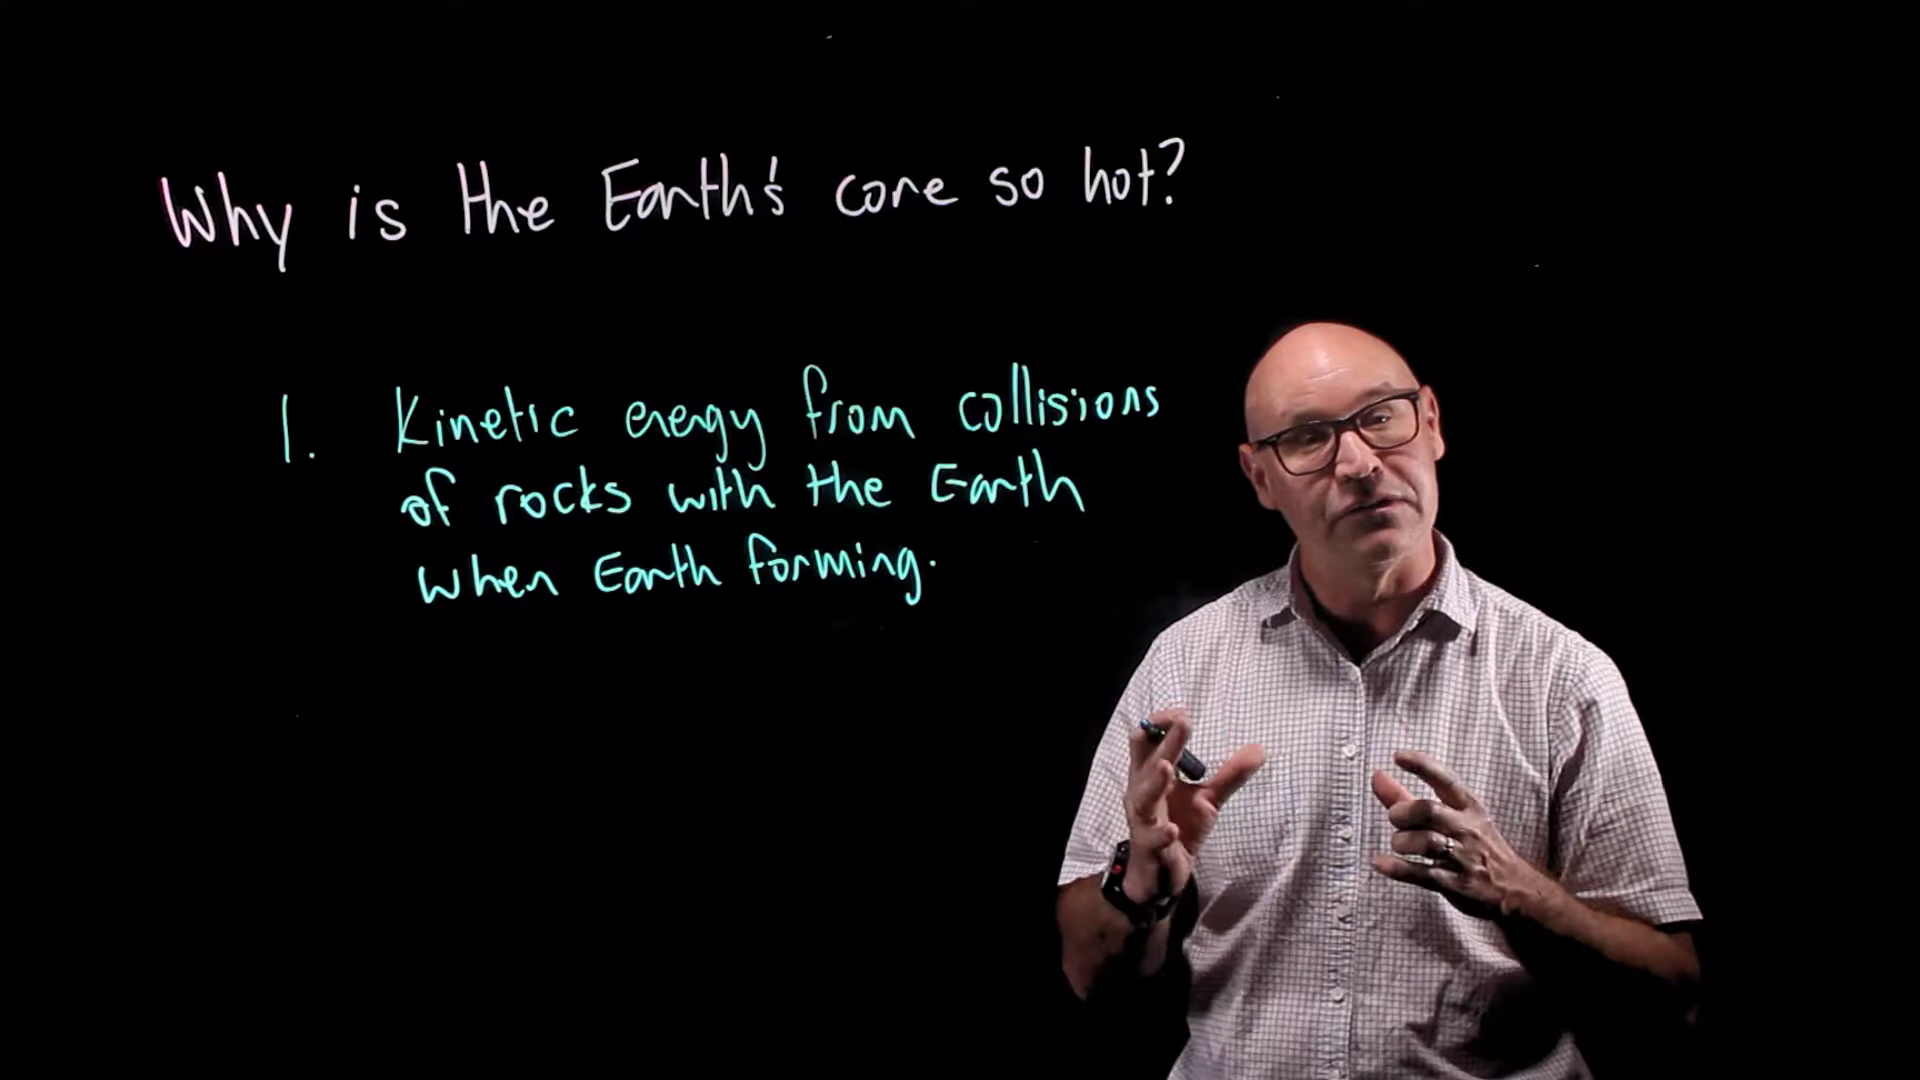 Why is the Earth's core so hot?
1. Kinetic energy from collisions
of rocks with the Earth
when Earth forming.